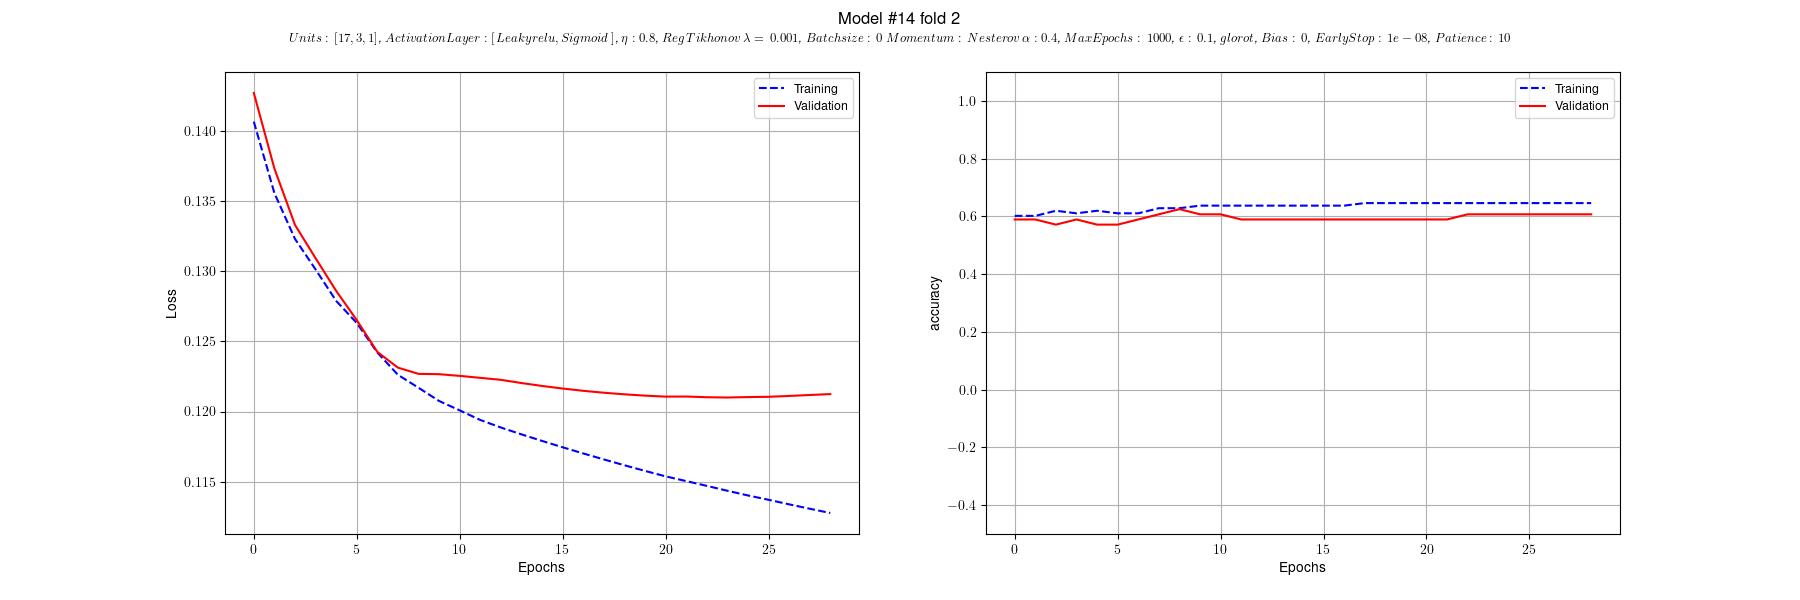 Model #14 fold 2
Units : [17, 3, 1], ActivationLayer : [Leakyrelu, Sigmoid ], η : 0.8, RegTikhonov λ = 0.001, Batchsize : 0 Momentum : Nesterov α : 0.4, MaxEpochs : 1000, ϵ : 0.1, glorot, Bias : 0, EarlyStop : 1e − 08, Patience : 10
Training
Validation
0.140
0.135
0.130
0.125
0.120
0.115
Loss
0 5 10 15 20 25
Epochs
Training
Validation
1.0
0.8
0.6
0.4
0.2
0.0
−0.2
−0.4
accuracy
0 5 10 15 20 25
Epochs